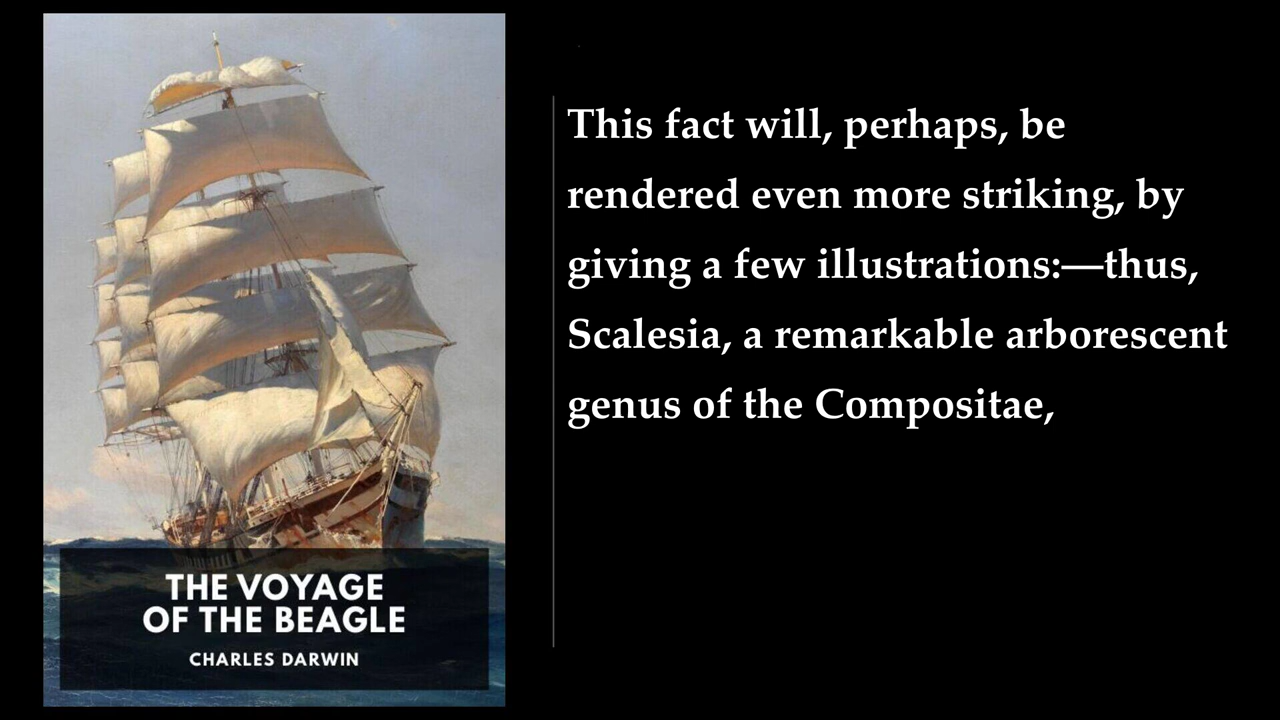 This fact will, perhaps, be
rendered even more striking, by
giving a few illustrations:—thus,
Scalesia, a remarkable arborescent
genus of the Compositae,
THE VOYAGE
OF THE BEAGLE
CHARLES DARWIN